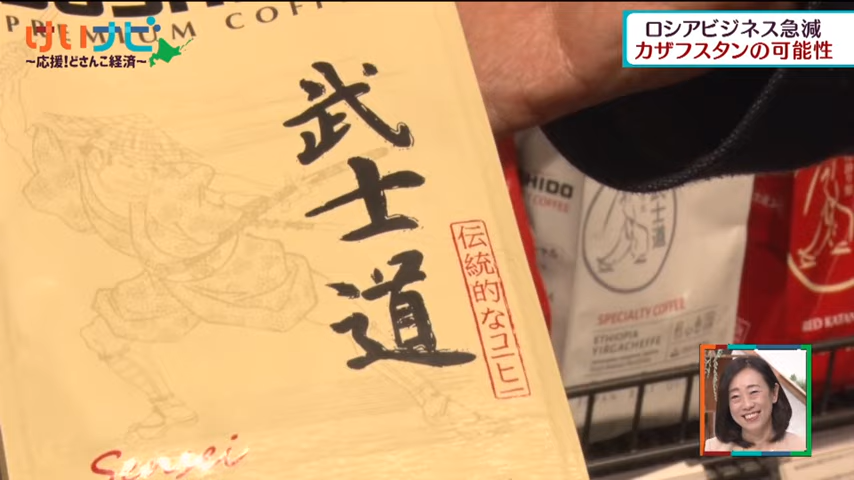 PREMIUM COFF
けいナビ
〜応援!どさんこ経済〜
ロシアビジネス急減
カザフスタンの可能性
武士道
伝統的なコヒー
Sensei
武士道
SPECIALTY COFFEE
ETHIOPIA
YIRGACHEFFE
RED KATAN